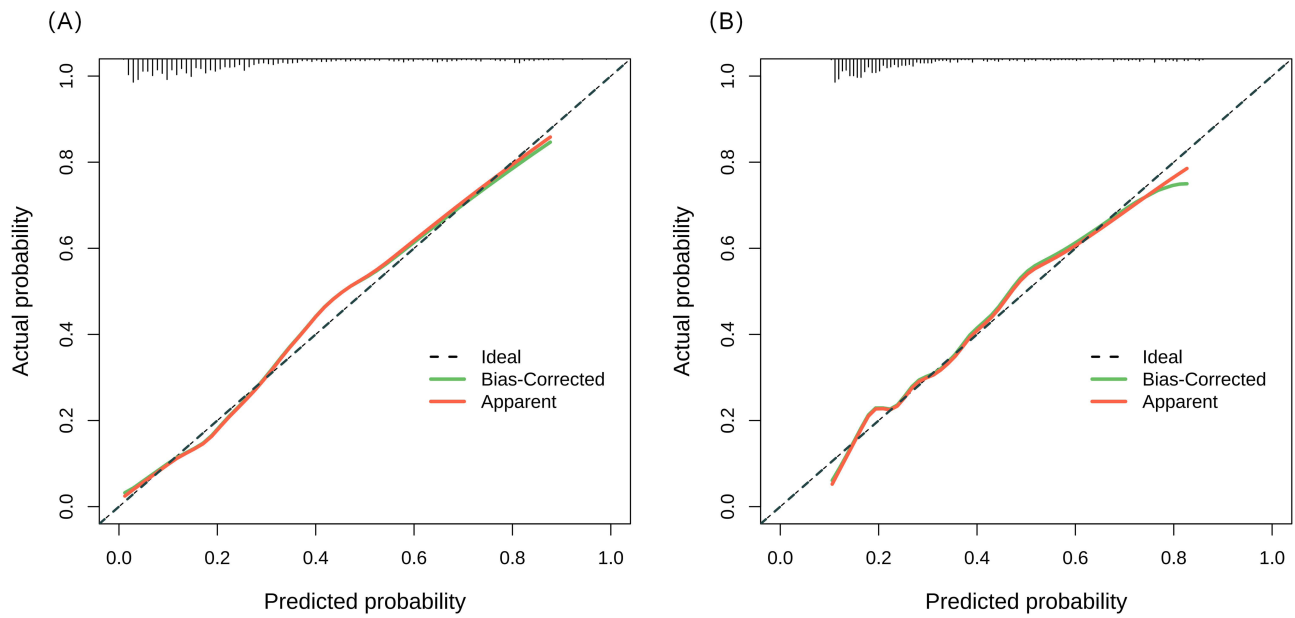 (A)
Actual probability
1.0
0.8
0.6
0.4
0.2
0.0
Ideal
Bias-Corrected
Apparent
0.0 0.2 0.4 0.6 0.8 1.0
Predicted probability
(B)
Actual probability
1.0
0.8
0.6
0.4
0.2
0.0
Ideal
Bias-Corrected
Apparent
0.0 0.2 0.4 0.6 0.8 1.0
Predicted probability